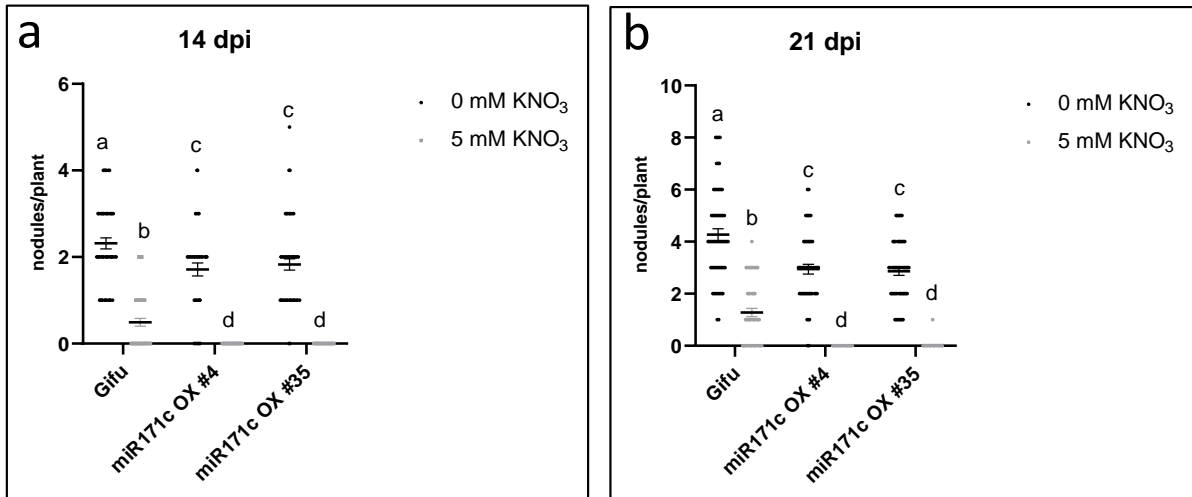 a
14 dpi
nodules/plant
6
4
2
0
a
b
c
d
c
d
Gifu
miR171c OX #4
miR171c OX #35
0 mM KNO₃
5 mM KNO₃
b
21 dpi
nodules/plant
10
8
6
4
2
0
a
b
c
d
c
d
Gifu
miR171c OX #4
miR171c OX #35
0 mM KNO₃
5 mM KNO₃